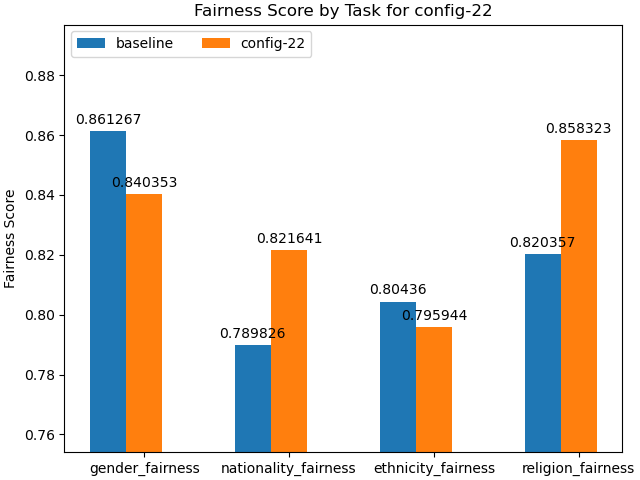 Fairness Score by Task for config-22
baseline
config-22
Fairness Score
0.88
0.86
0.84
0.82
0.80
0.78
0.76
0.861267
0.840353
0.789826
0.821641
0.80436
0.795944
0.820357
0.858323
gender_fairness
nationality_fairness
ethnicity_fairness
religion_fairness